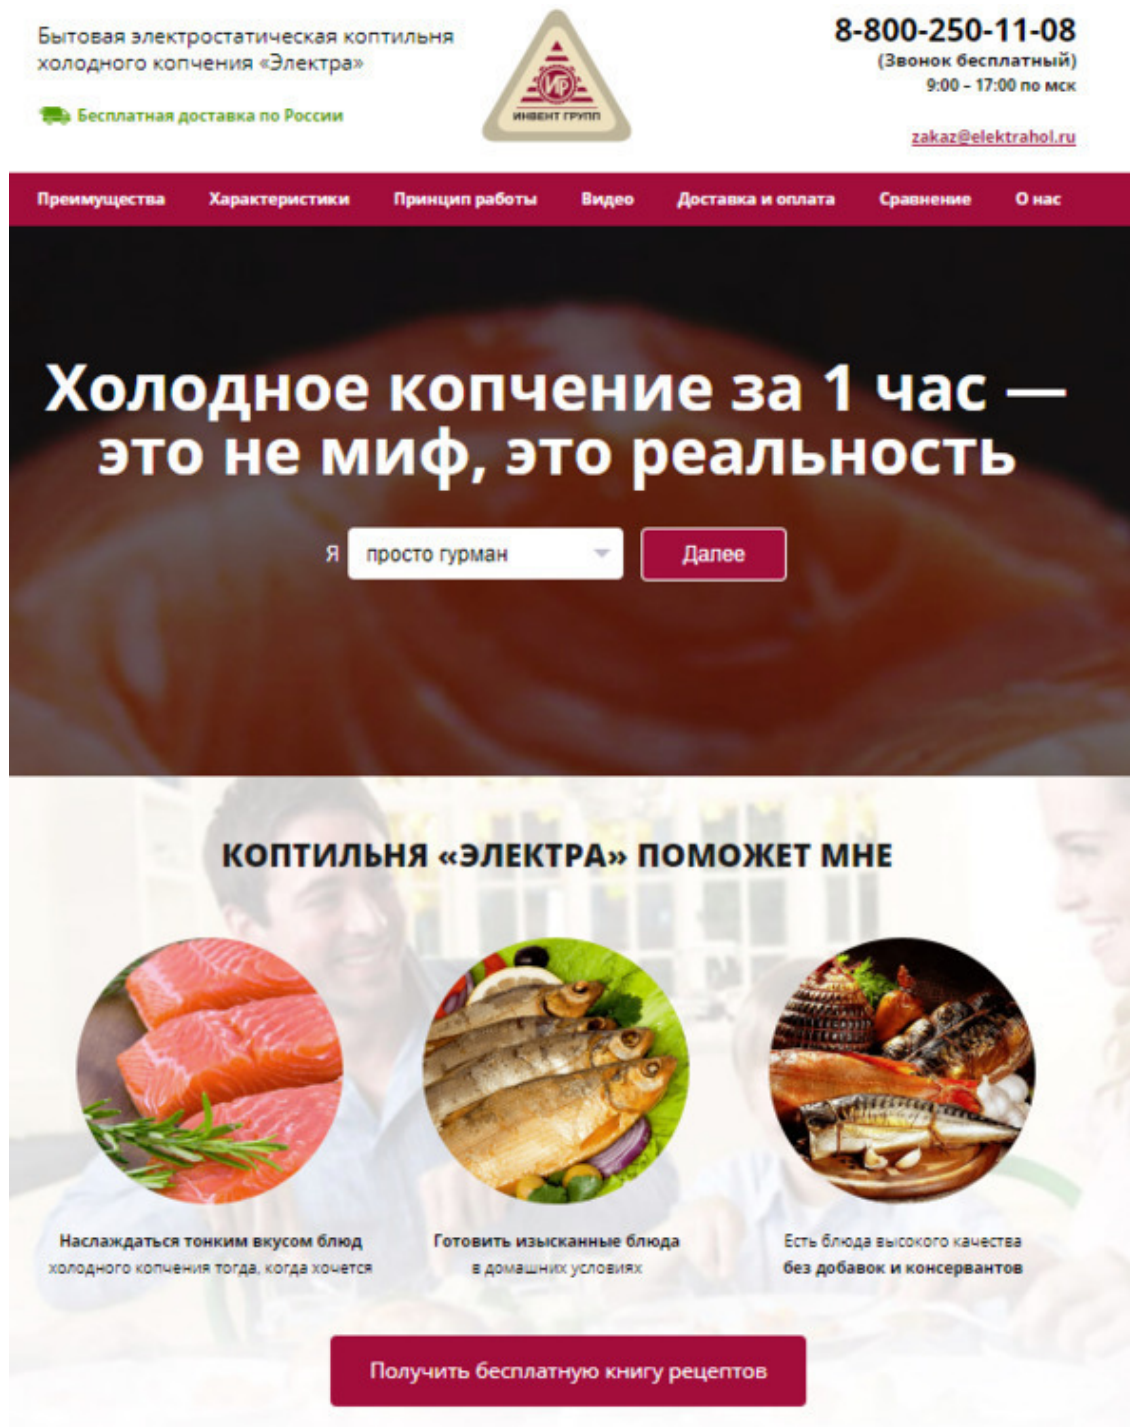 Бытовая электростатическая коптильня
холодного копчения «Электра»
Бесплатная доставка по России
ИР
ИНВЕНТ ГРУПП
8-800-250-11-08
(Звонок бесплатный)
9:00 – 17:00 по мск
zakaz@elektrahol.ru
Преимущества Характеристики Принцип работы Видео Доставка и оплата Сравнение О нас
Холодное копчение за 1 час —
это не миф, это реальность
Я просто гурман Далее
КОПТИЛЬНЯ «ЭЛЕКТРА» ПОМОЖЕТ МНЕ
Наслаждаться тонким вкусом блюд
холодного копчения тогда, когда хочется
Готовить изысканные блюда
в домашних условиях
Есть блюда высокого качества
без добавок и консервантов
Получить бесплатную книгу рецептов